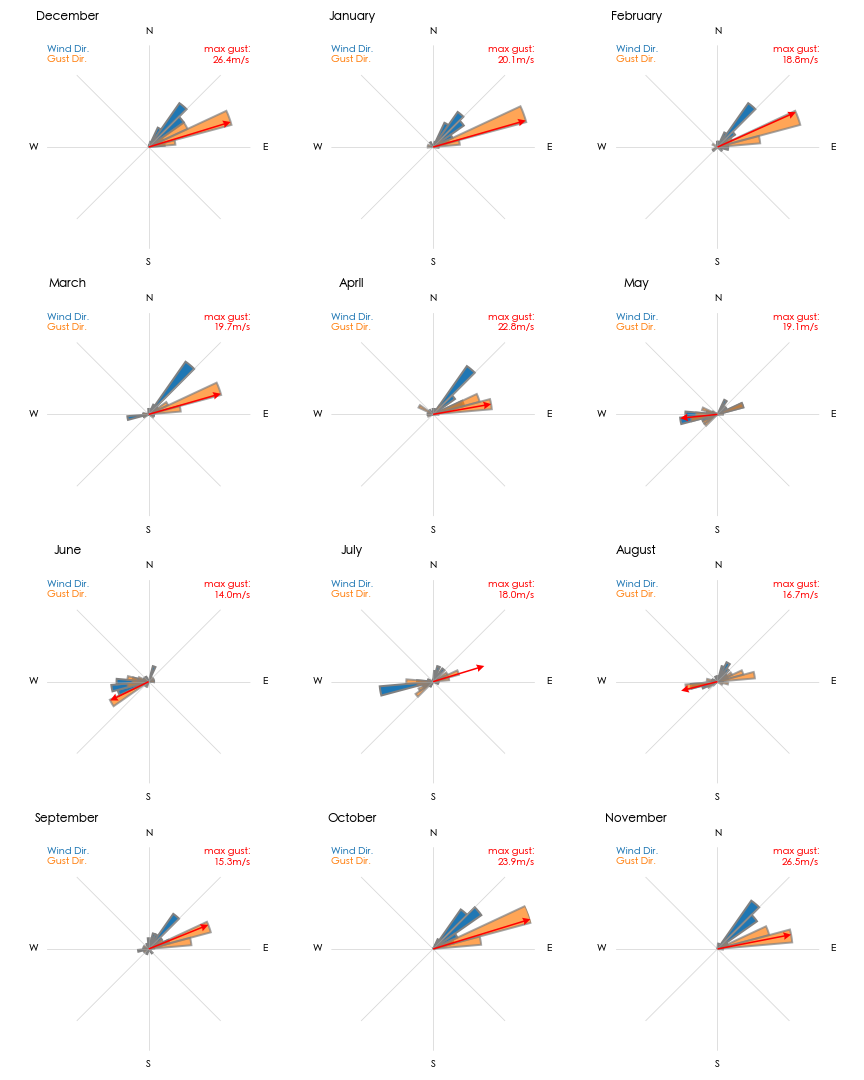 December
N
Wind Dir.
Gust Dir.
max gust:
26.4m/s
W
E
S
January
N
Wind Dir.
Gust Dir.
max gust:
20.1m/s
W
E
S
February
N
Wind Dir.
Gust Dir.
max gust:
18.8m/s
W
E
S
March
N
Wind Dir.
Gust Dir.
max gust:
19.7m/s
W
E
S
April
N
Wind Dir.
Gust Dir.
max gust:
22.8m/s
W
E
S
May
N
Wind Dir.
Gust Dir.
max gust:
19.1m/s
W
E
S
June
N
Wind Dir.
Gust Dir.
max gust:
14.0m/s
W
E
S
July
N
Wind Dir.
Gust Dir.
max gust:
18.0m/s
W
E
S
August
N
Wind Dir.
Gust Dir.
max gust:
16.7m/s
W
E
S
September
N
Wind Dir.
Gust Dir.
max gust:
15.3m/s
W
E
S
October
N
Wind Dir.
Gust Dir.
max gust:
23.9m/s
W
E
S
November
N
Wind Dir.
Gust Dir.
max gust:
26.5m/s
W
E
S